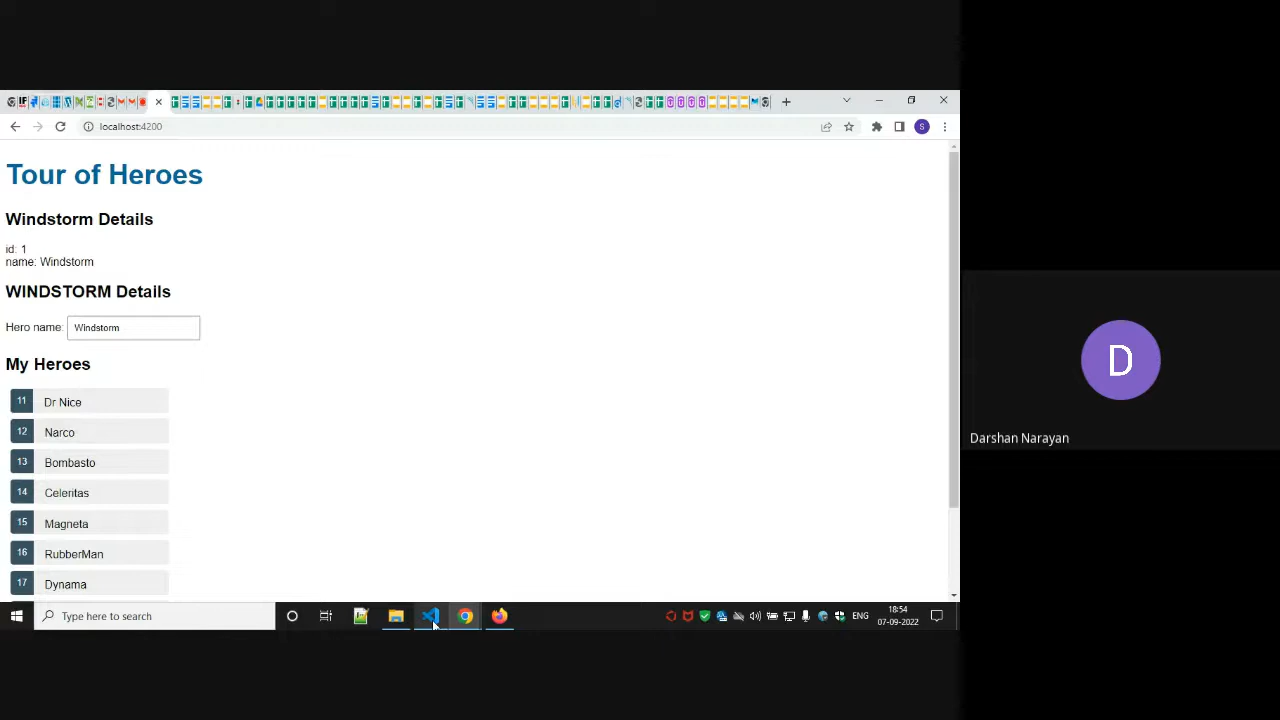 localhost:4200
S
Tour of Heroes
Windstorm Details
id: 1
name: Windstorm
WINDSTORM Details
Hero name: Windstorm
My Heroes
11 Dr Nice
12 Narco
13 Bombasto
14 Celeritas
15 Magneta
16 RubberMan
17 Dynama
Type here to search
ENG
18:54
07-09-2022
D
Darshan Narayan